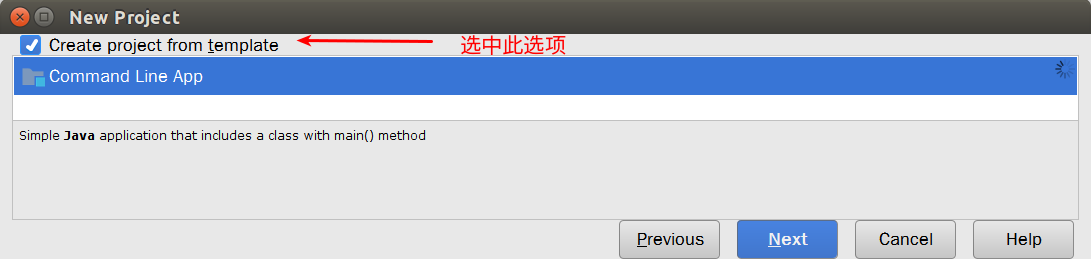 New Project
Create project from template 选中此选项
Command Line App
Simple Java application that includes a class with main() method
Previous Next Cancel Help